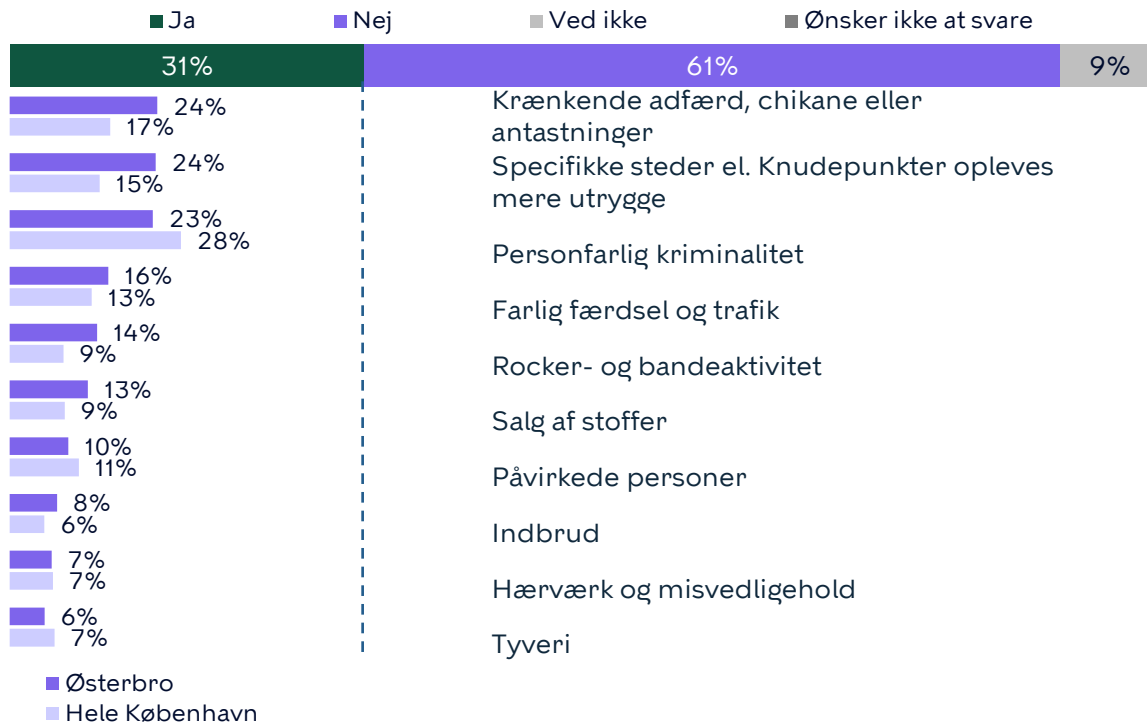 Ja Nej Ved ikke Ønsker ikke at svare
31% 61% 9%
24% Krænkende adfærd, chikane eller
17% antastninger
24% Specifikke steder el. Knudepunkter opleves
15% mere utrygge
23%
28% Personfarlig kriminalitet
16%
13% Farlig færdsel og trafik
14%
9% Rocker- og bandeaktivitet
13%
9% Salg af stoffer
10%
11% Påvirkede personer
8%
6% Indbrud
7%
7% Hærværk og misvedligehold
6%
7% Tyveri
Østerbro
Hele København